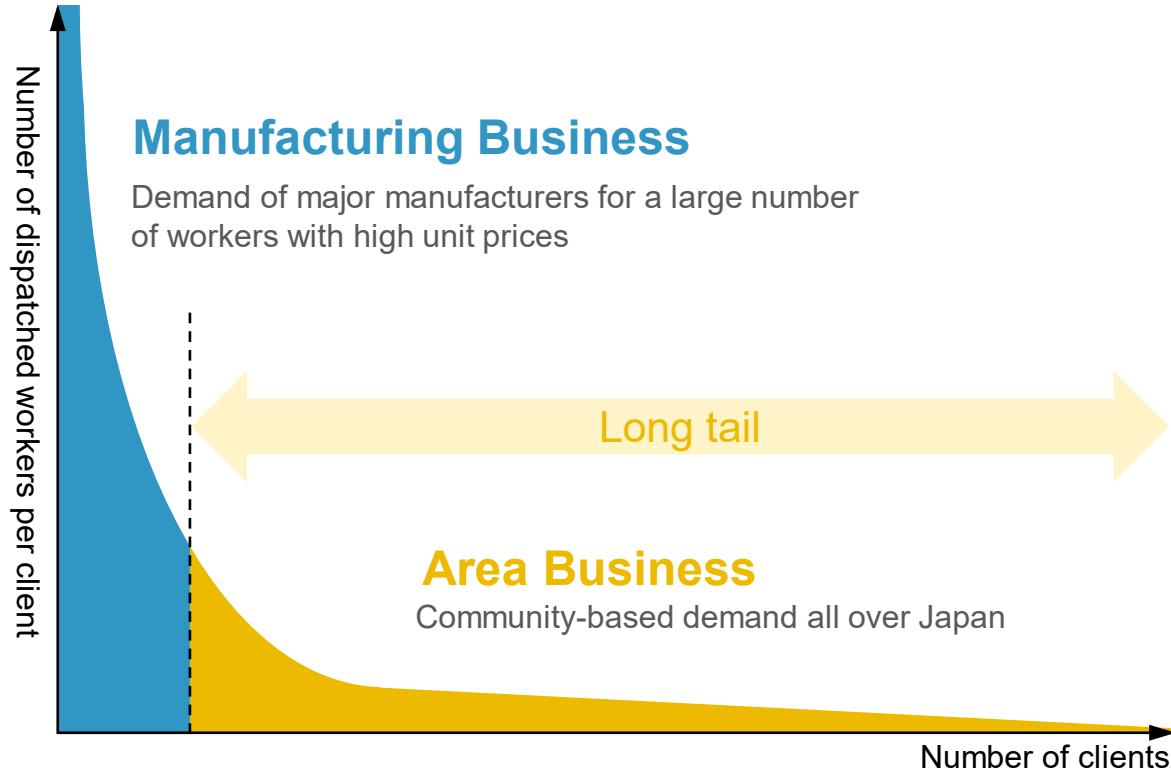 Number of dispatched workers per client
Manufacturing Business
Demand of major manufacturers for a large number
of workers with high unit prices
Long tail
Area Business
Community-based demand all over Japan
Number of clients